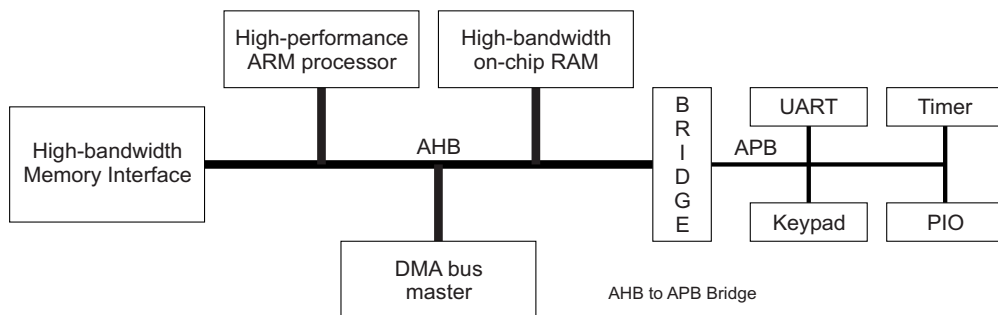 High-performance
ARM processor
High-bandwidth
on-chip RAM
High-bandwidth
Memory Interface
AHB
B
R
I
D
G
E
APB
UART
Timer
Keypad
PIO
DMA bus
master
AHB to APB Bridge